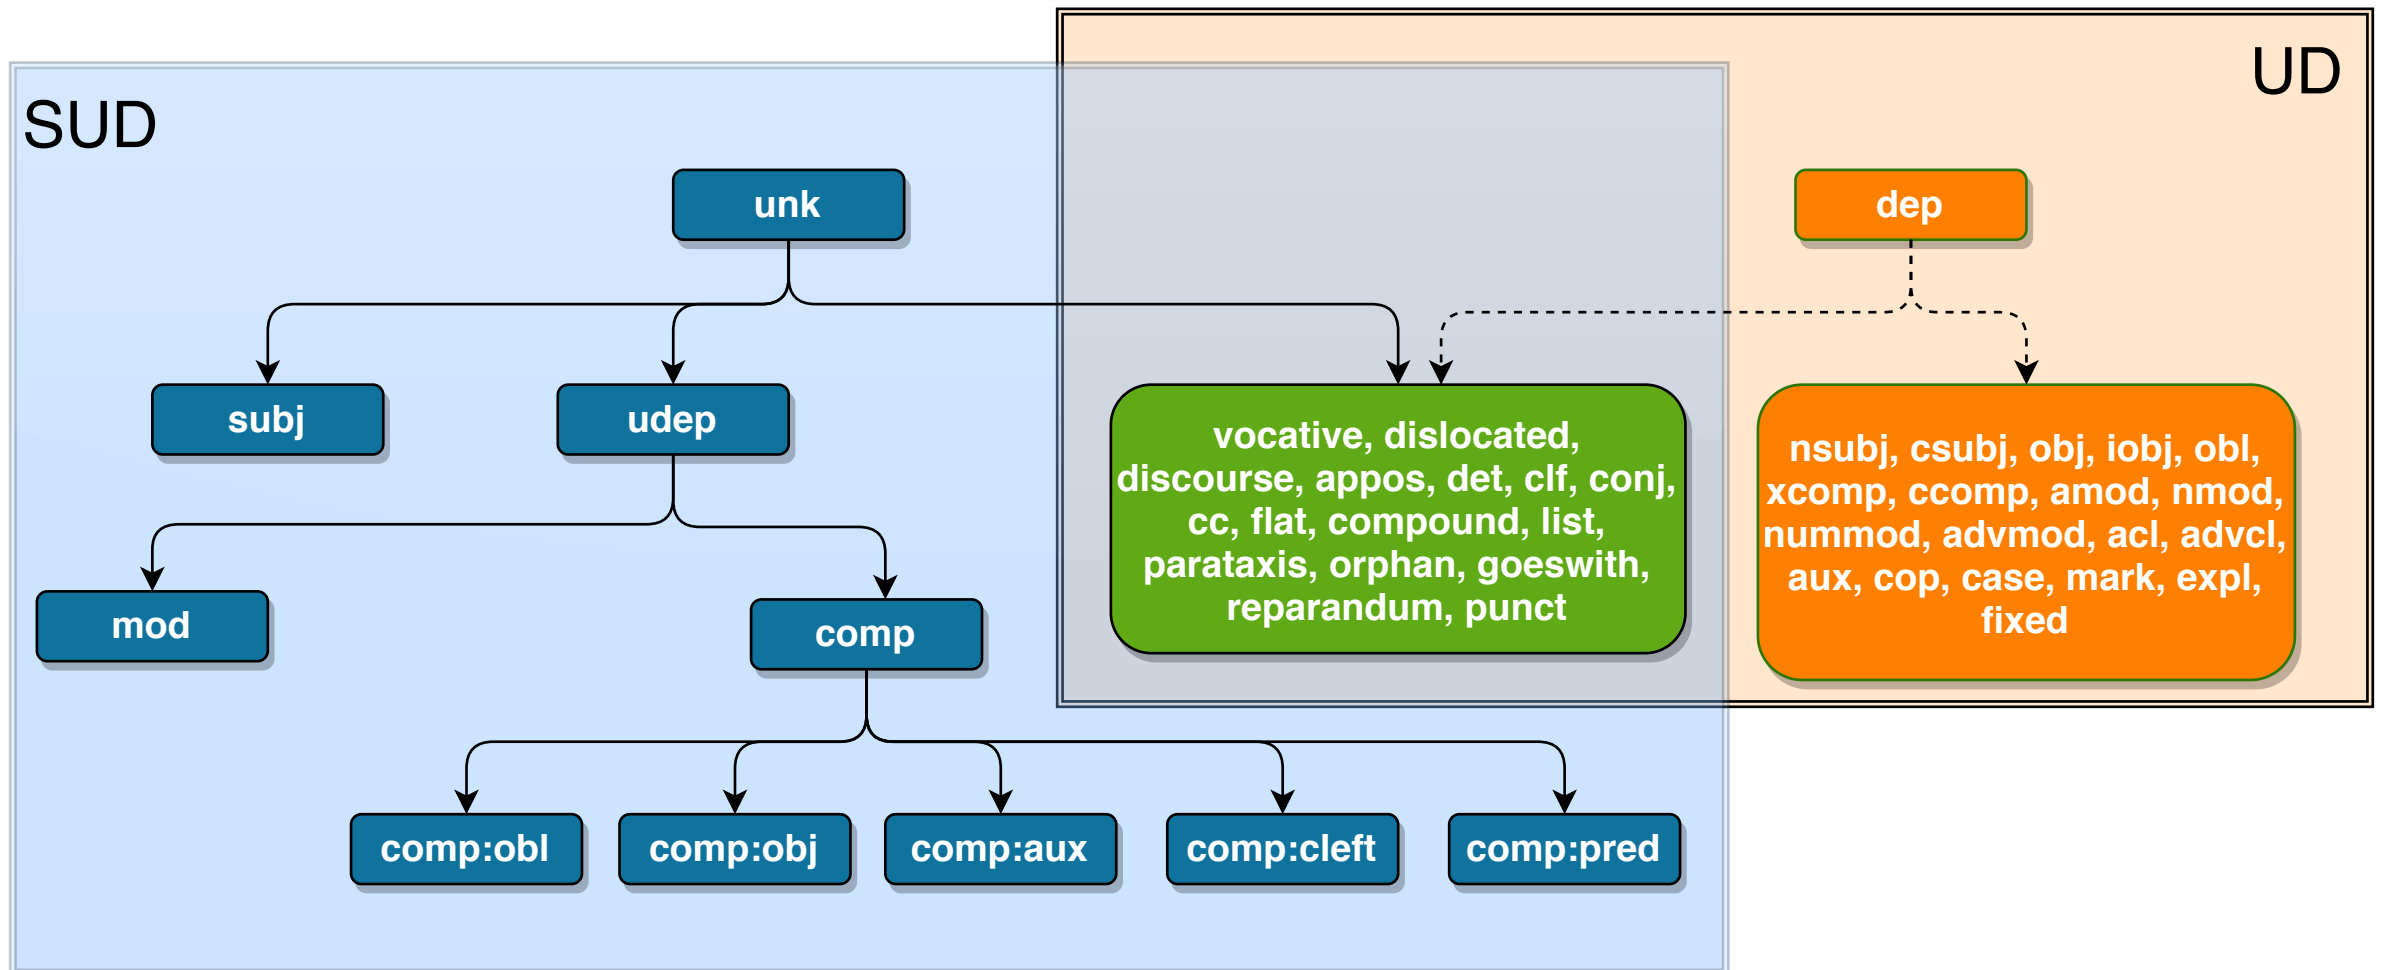 UD
SUD
unk
dep
subj
udep
vocative, dislocated,
discourse, appos, det, clf, conj,
cc, flat, compound, list,
parataxis, orphan, goeswith,
reparandum, punct
nsubj, csubj, obj, iobj, obl,
xcomp, ccomp, amod, nmod,
nummod, advmod, acl, advcl,
aux, cop, case, mark, expl,
fixed
mod
comp
comp:obl
comp:obj
comp:aux
comp:cleft
comp:pred